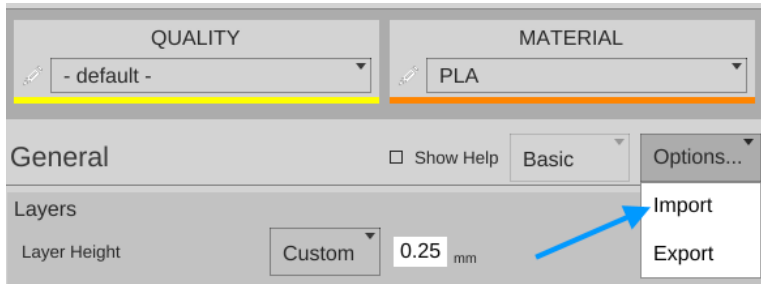 QUALITY MATERIAL
- default - PLA
General Show Help Basic Options...
Layers Import
Layer Height Custom 0.25 mm Export